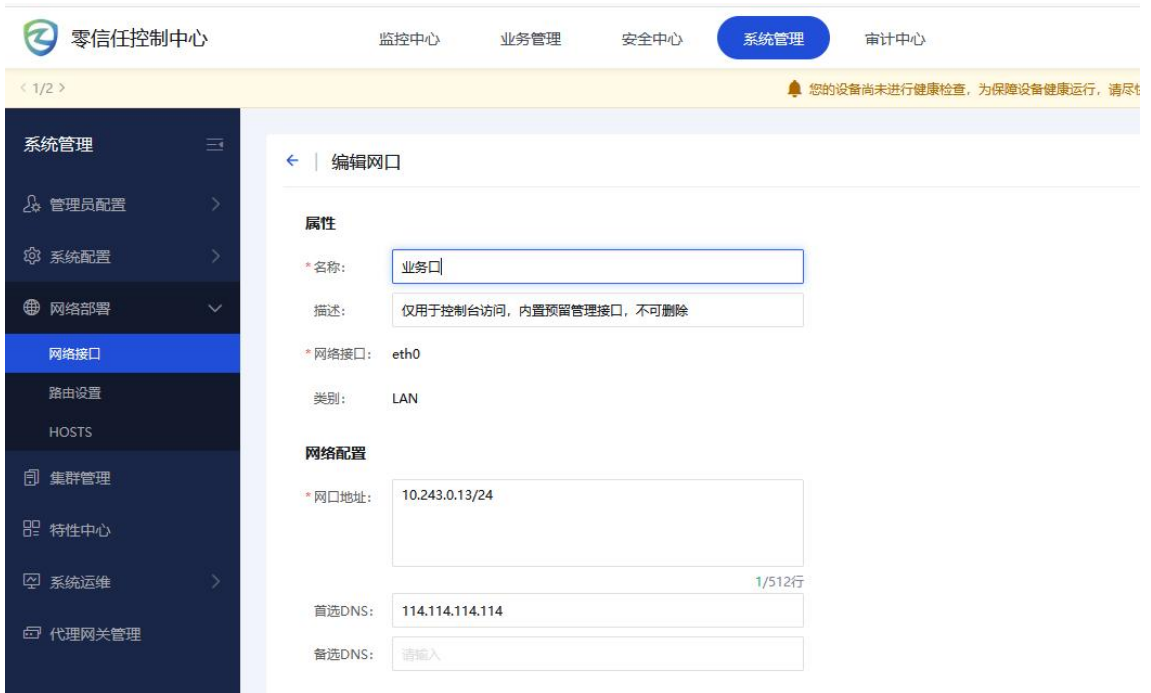 零信任控制中心 监控中心 业务管理 安全中心 系统管理 审计中心
< 1/2 > 您的设备尚未进行健康检查，为保障设备健康运行，请尽
系统管理
管理员配置
系统配置
网络部署
网络接口
路由设置
HOSTS
集群管理
特性中心
系统运维
代理网关管理
← | 编辑网口
属性
*名称： 业务口
描述： 仅用于控制台访问，内置预留管理接口，不可删除
*网络接口： eth0
类别： LAN
网络配置
*网口地址： 10.243.0.13/24
1/512行
首选DNS： 114.114.114.114
备选DNS： 请输入